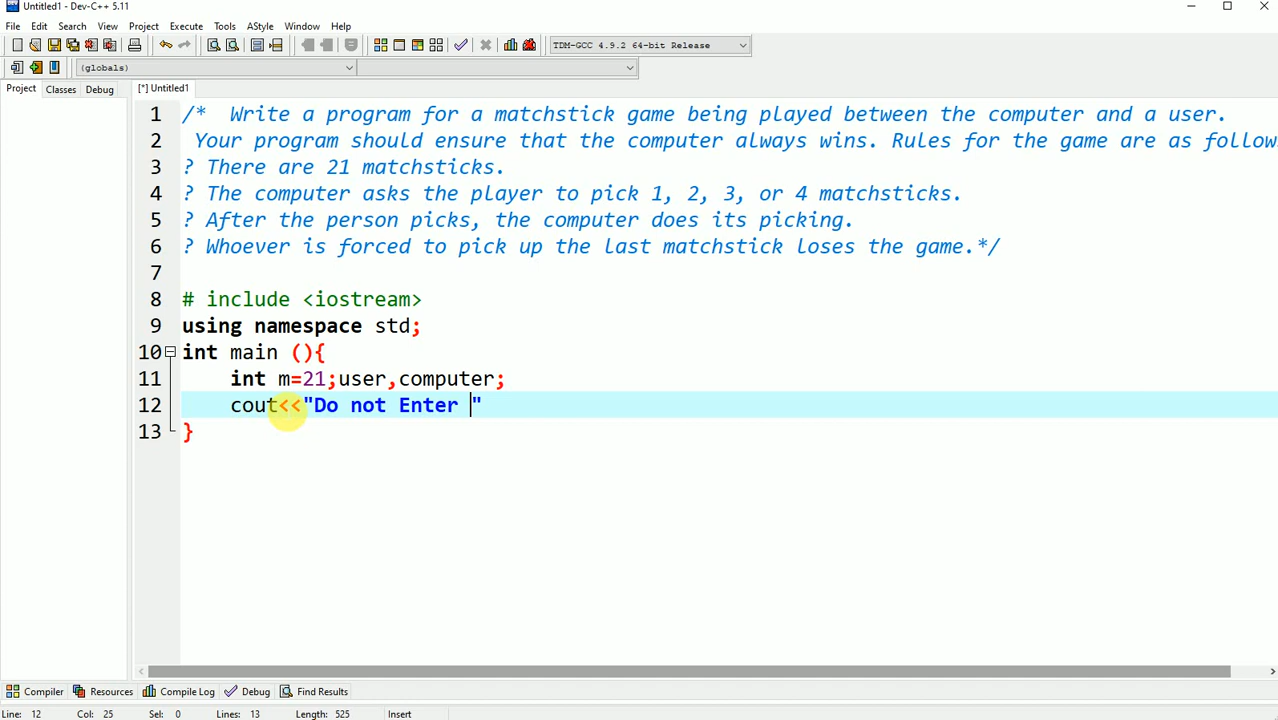 Untitled1 - Dev-C++ 5.11
File Edit Search View Project Execute Tools AStyle Window Help
TDM-GCC 4.9.2 64-bit Release
(globals)
Project Classes Debug [*] Untitled1
1 /* Write a program for a matchstick game being played between the computer and a user.
2 Your program should ensure that the computer always wins. Rules for the game are as follow
3 ? There are 21 matchsticks.
4 ? The computer asks the player to pick 1, 2, 3, or 4 matchsticks.
5 ? After the person picks, the computer does its picking.
6 ? Whoever is forced to pick up the last matchstick loses the game.*/
7
8 # include <iostream>
9 using namespace std;
10 int main (){
11 int m=21;user,computer;
12 cout<<"Do not Enter "
13 }
Compiler Resources Compile Log Debug Find Results
Line: 12 Col: 25 Sel: 0 Lines: 13 Length: 525 Insert